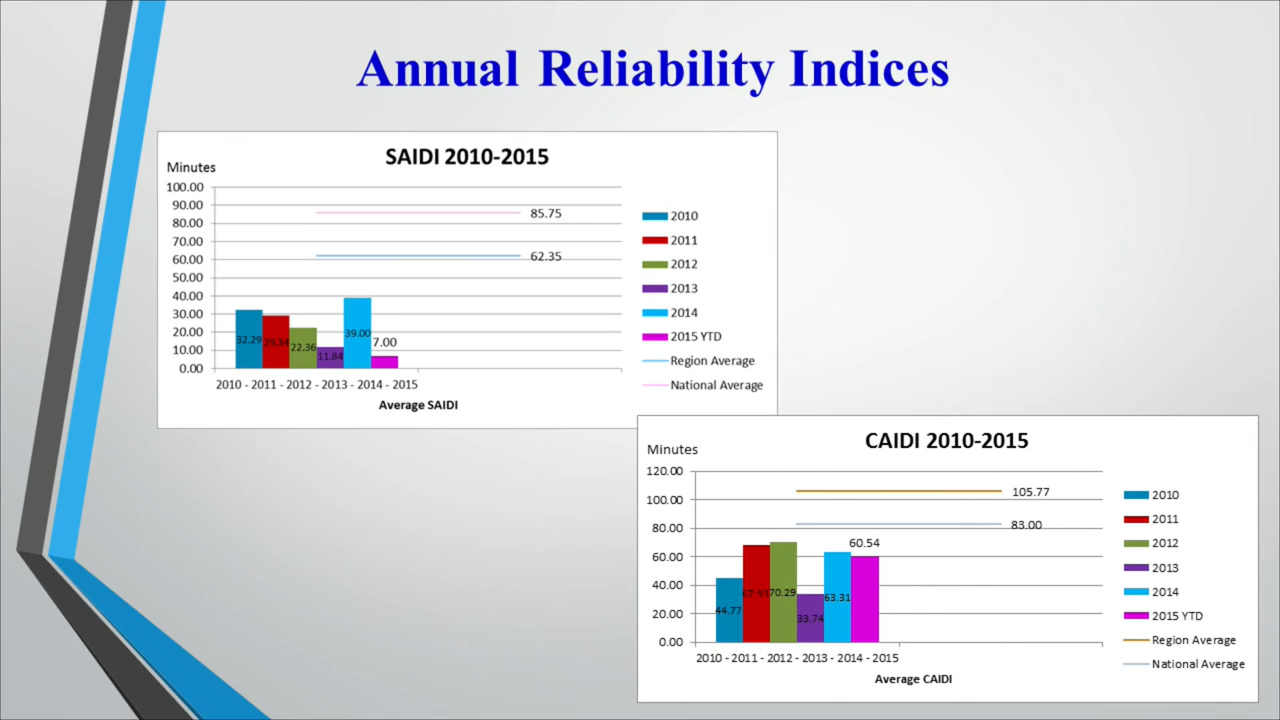 Annual Reliability Indices
SAIDI 2010-2015
Minutes
100.00
90.00
80.00
70.00
60.00
50.00
40.00
30.00
20.00
10.00
0.00
85.75
62.35
32.29
22.36
11.84
39.00
7.00
2010 - 2011 - 2012 - 2013 - 2014 - 2015
Average SAIDI
2010
2011
2012
2013
2014
2015 YTD
Region Average
National Average
CAIDI 2010-2015
Minutes
120.00
100.00
80.00
60.00
40.00
20.00
0.00
105.77
83.00
44.77
67.93
70.29
33.74
63.31
60.54
2010 - 2011 - 2012 - 2013 - 2014 - 2015
Average CAIDI
2010
2011
2012
2013
2014
2015 YTD
Region Average
National Average